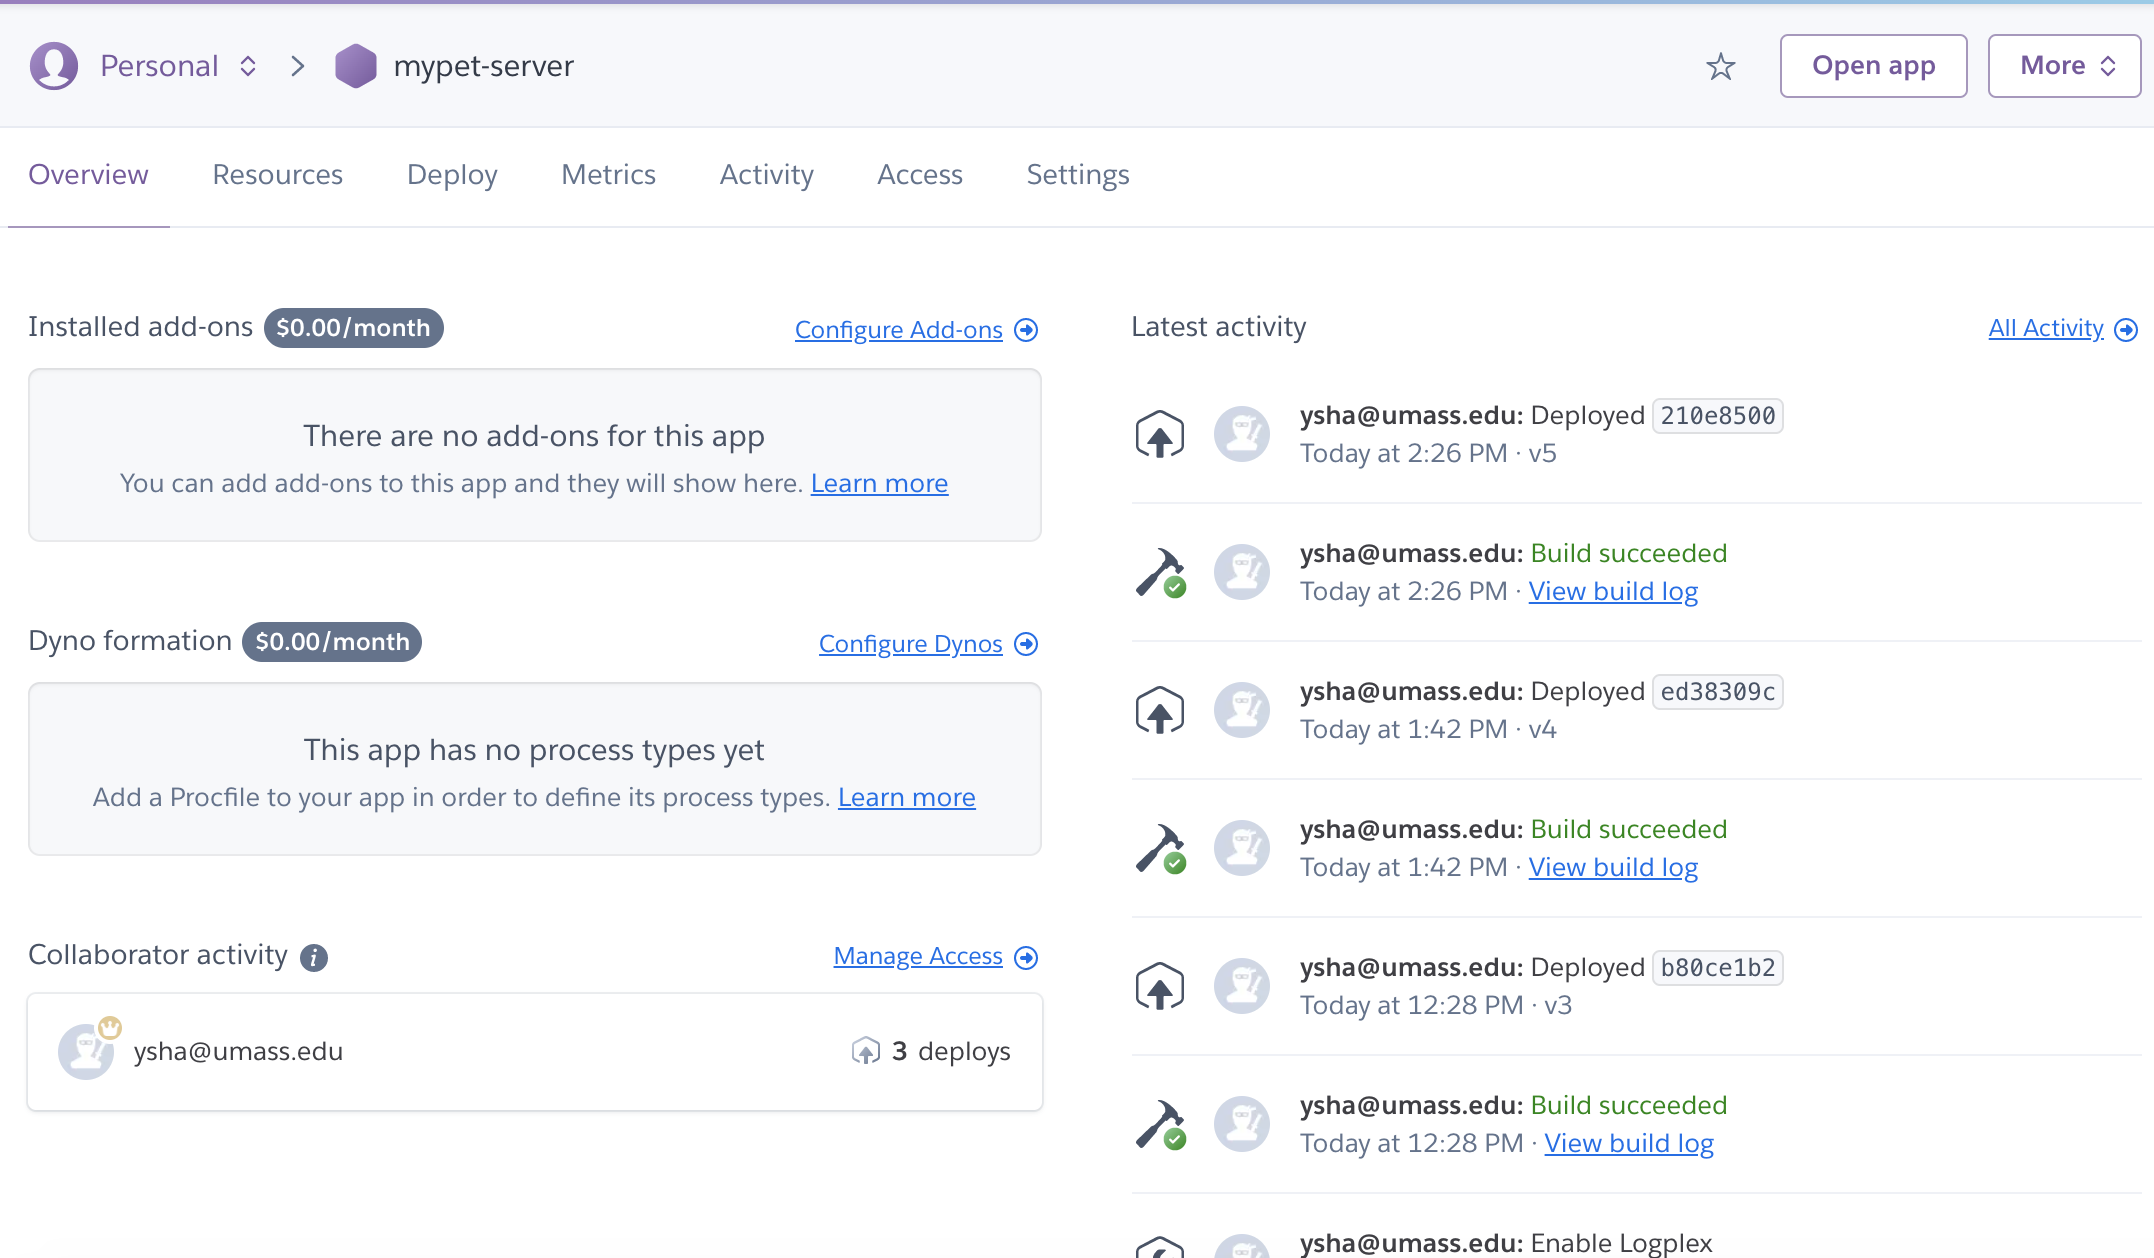 Personal
mypet-server
Open app
More
Overview
Resources
Deploy
Metrics
Activity
Access
Settings
Installed add-ons $0.00/month
Configure Add-ons
There are no add-ons for this app
You can add add-ons to this app and they will show here. Learn more
Dyno formation $0.00/month
Configure Dynos
This app has no process types yet
Add a Procfile to your app in order to define its process types. Learn more
Collaborator activity
Manage Access
ysha@umass.edu
3 deploys
Latest activity
All Activity
ysha@umass.edu: Deployed 210e8500
Today at 2:26 PM · v5
ysha@umass.edu: Build succeeded
Today at 2:26 PM · View build log
ysha@umass.edu: Deployed ed38309c
Today at 1:42 PM · v4
ysha@umass.edu: Build succeeded
Today at 1:42 PM · View build log
ysha@umass.edu: Deployed b80ce1b2
Today at 12:28 PM · v3
ysha@umass.edu: Build succeeded
Today at 12:28 PM · View build log
ysha@umass.edu: Enable Logplex